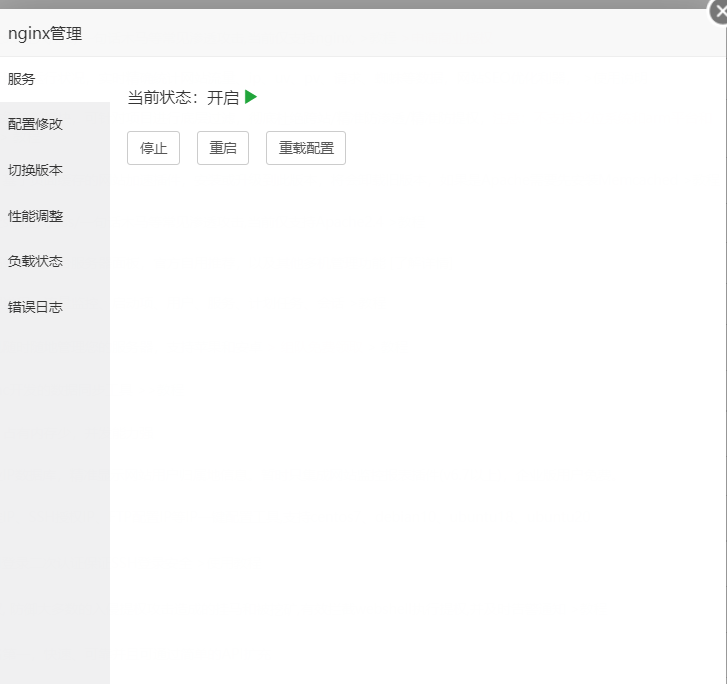 nginx管理
服务
配置修改
切换版本
性能调整
负载状态
错误日志
当前状态：开启
停止 重启 重载配置